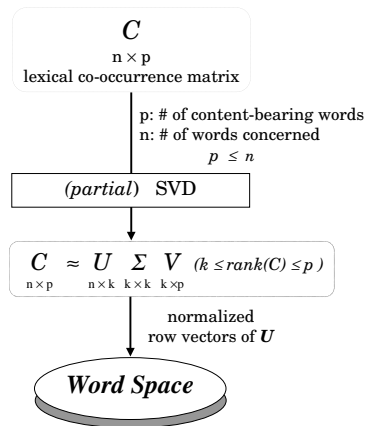 C
n × p
lexical co-occurrence matrix
p: # of content-bearing words
n: # of words concerned
p ≤ n
(partial) SVD
C ≈ U Σ V (k ≤ rank(C) ≤ p )
n×p n×k k×k k×p
normalized
row vectors of U
Word Space